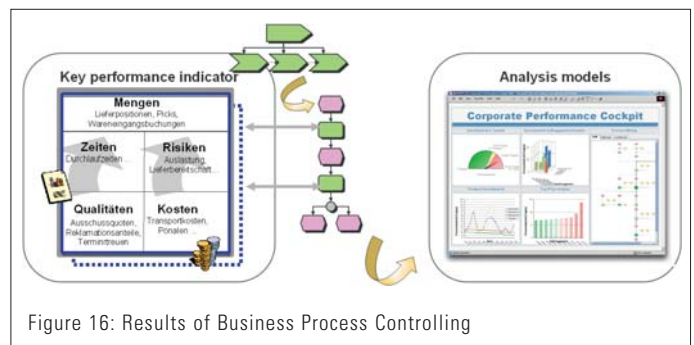 Key performance indicator
Mengen
Lieferpositionen, Picks,
Wareneingangsbuchungen
Zeiten
Durchlaufzeiten ...
Risiken
Auslastung,
Lieferbereitschaft...
Qualitäten
Ausschussquoten,
Reklamationsanteile,
Termintreuen
Kosten
Transportkosten,
Pönalen ...
Analysis models
Corporate Performance Cockpit
Figure 16: Results of Business Process Controlling